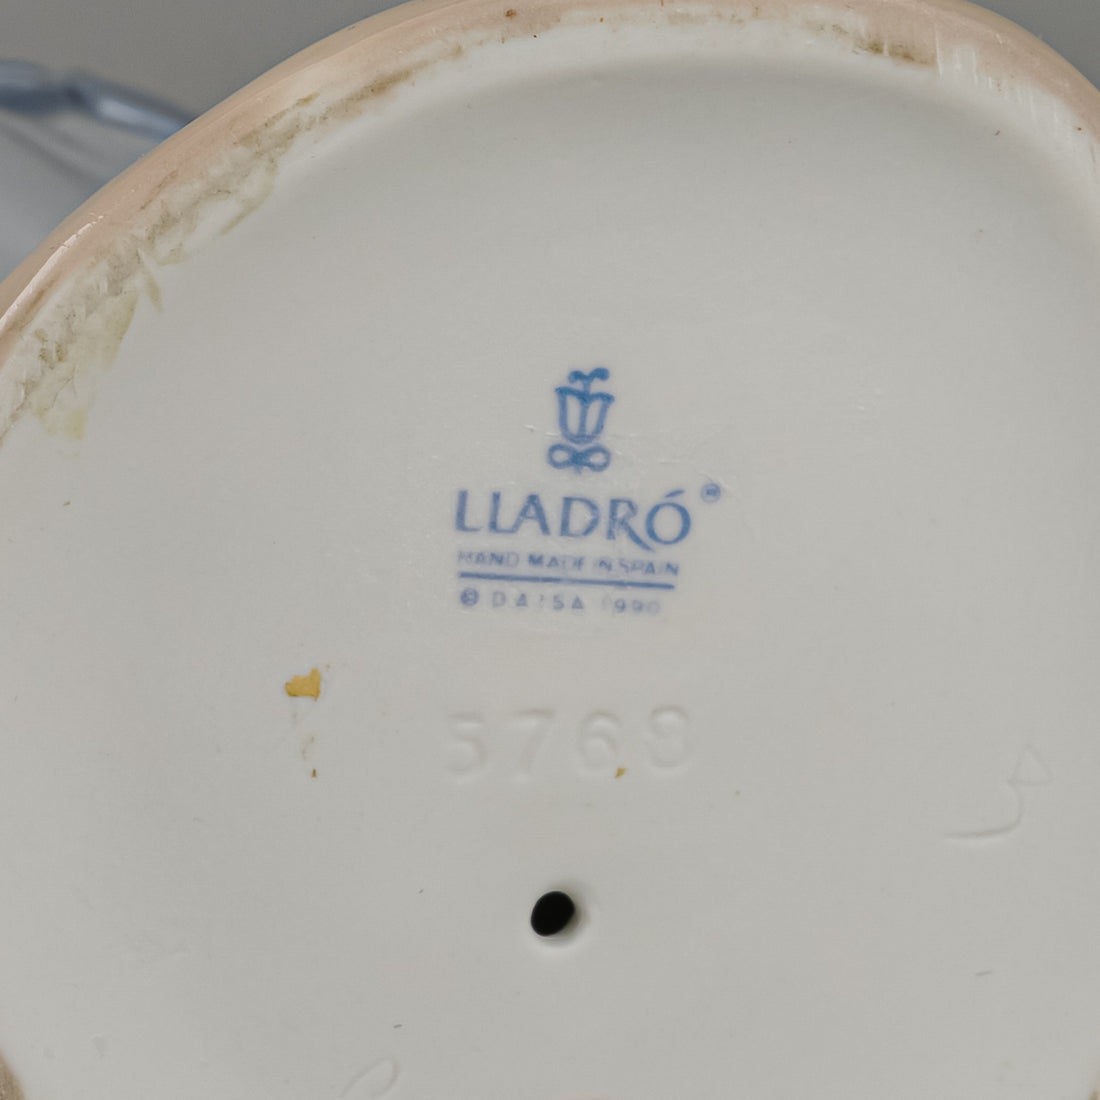 LLADRÓ®
HAND MADE IN SPAIN
© DAISA 1990
5768